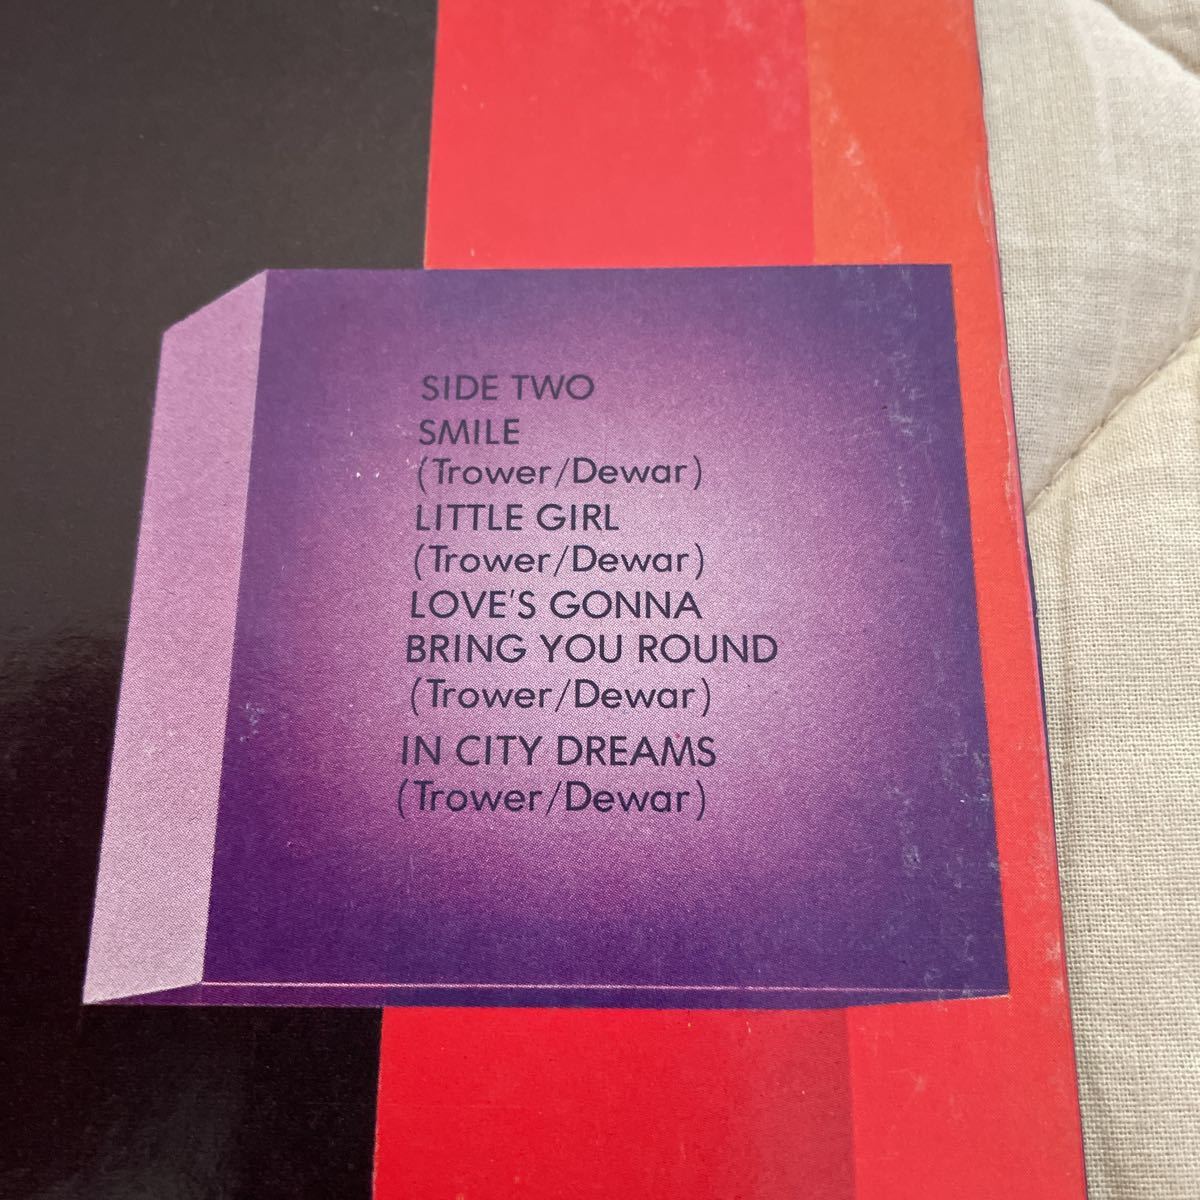 SIDE TWO
SMILE
(Trower/Dewar)
LITTLE GIRL
(Trower/Dewar)
LOVE'S GONNA
BRING YOU ROUND
(Trower/Dewar)
IN CITY DREAMS
(Trower/Dewar)